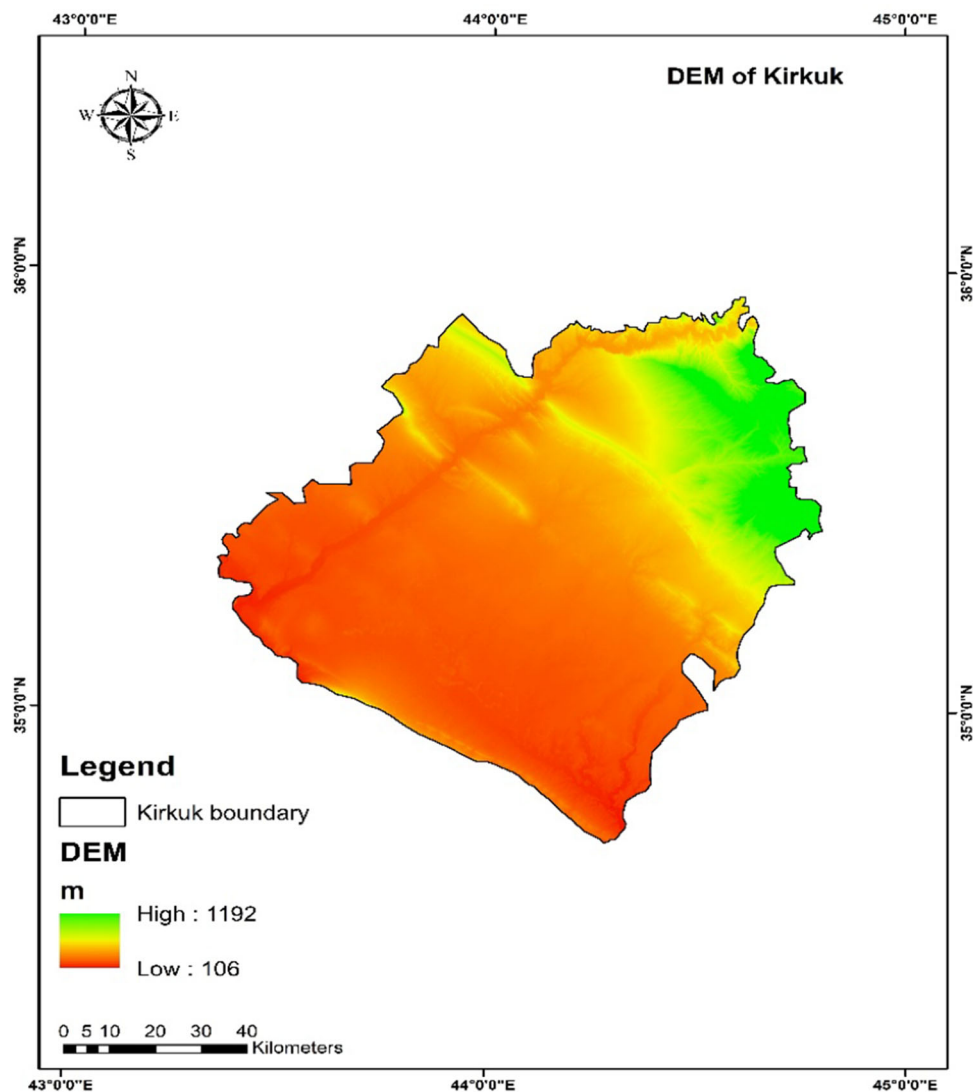 43°0'0"E 44°0'0"E 45°0'0"E
DEM of Kirkuk
N
W E
S
36°0'0"N 36°0'0"N
35°0'0"N 35°0'0"N
Legend
Kirkuk boundary
DEM
m
High : 1192
Low : 106
0 5 10 20 30 40
Kilometers
43°0'0"E 44°0'0"E 45°0'0"E